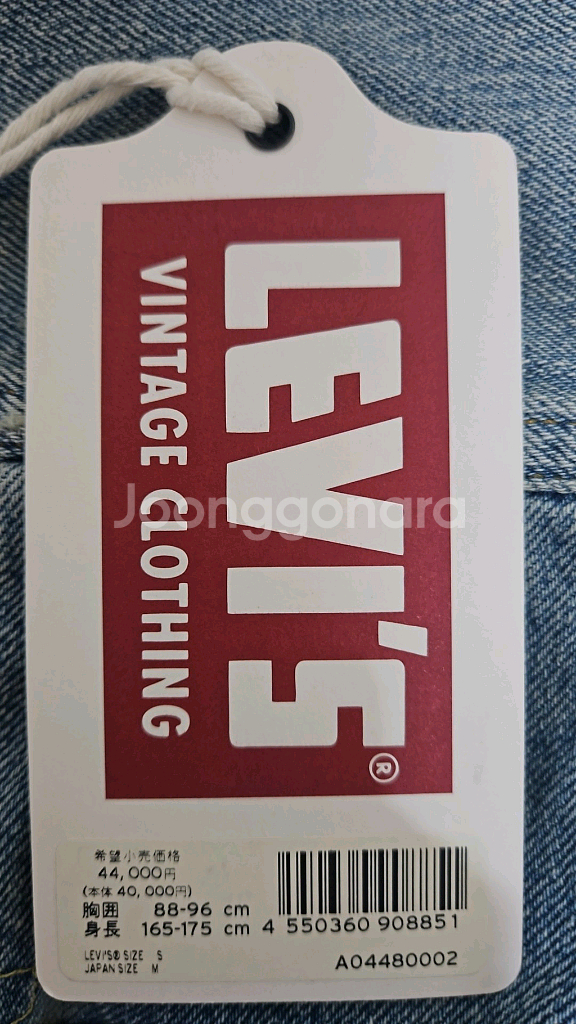 LEVI'S®
VINTAGE CLOTHING
Joonggonara
希望小売価格
44,000円
(本体 40,000円)
胸囲 88-96 cm
身長 165-175 cm
4 550360 908851
LEVI'S® SIZE S
JAPAN SIZE M
A04480002